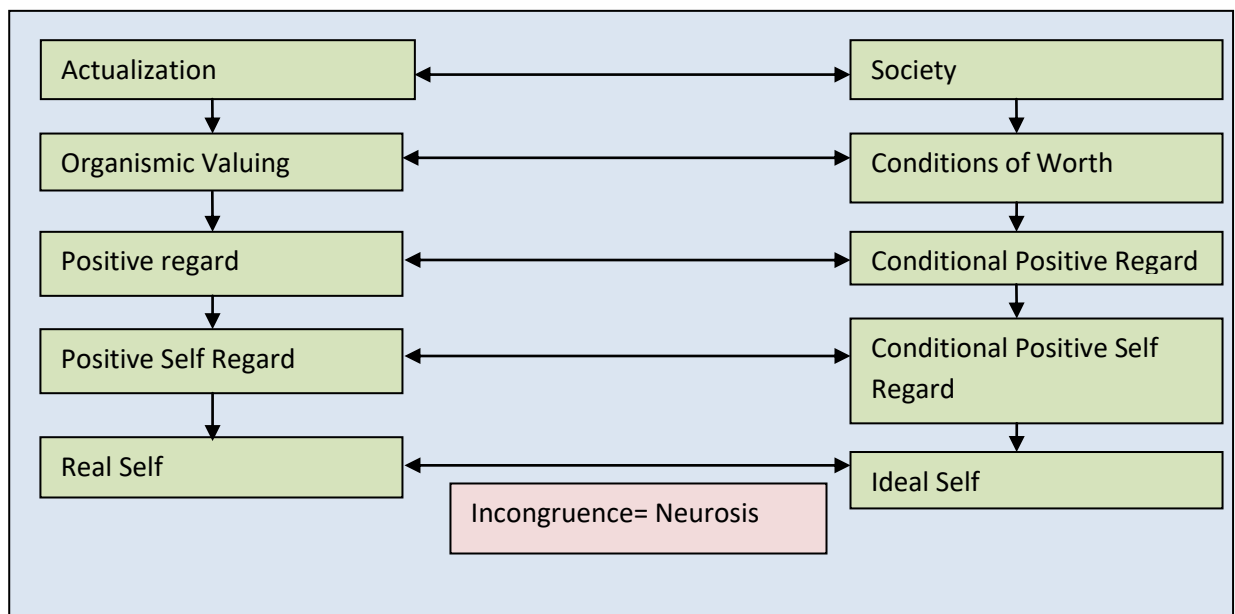 Actualization
Society
Organismic Valuing
Conditions of Worth
Positive regard
Conditional Positive Regard
Positive Self Regard
Conditional Positive Self
Regard
Real Self
Ideal Self
Incongruence= Neurosis